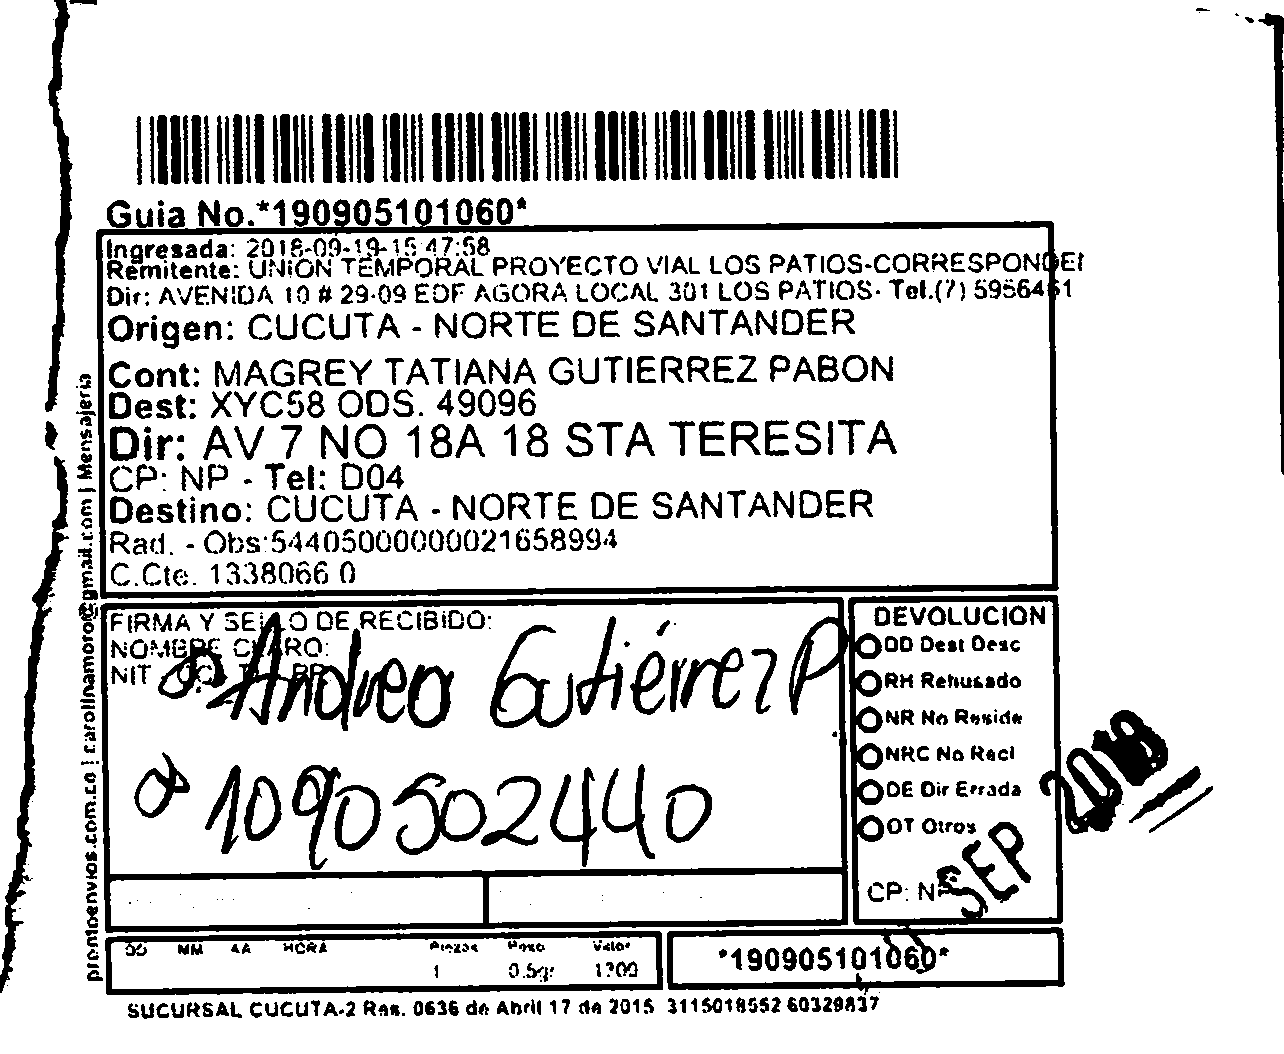 Guia No.*190905101060*
Ingresada: 2018-09-19-15:47:58
Remitente: UNION TEMPORAL PROYECTO VIAL LOS PATIOS-CORRESPONDEI
Dir: AVENIDA 10 # 29-09 EDF AGORA LOCAL 301 LOS PATIOS- Tel.(7) 5956461
Origen: CUCUTA - NORTE DE SANTANDER
Cont: MAGREY TATIANA GUTIERREZ PABON
Dest: XYC58 ODS. 49096
Dir: AV 7 NO 18A 18 STA TERESITA
CP: NP - Tel: D04
Destino: CUCUTA - NORTE DE SANTANDER
Rad. - Obs:54405000000021658994
C.Cte. 1338066 0
prontoenvios.com.co | carolinamoro@gmail.com | Mensajeria
FIRMA Y SELLO DE RECIBIDO:
NOMBRE CLARO:
NIT
Andrea Gutiérrez P
1090502440
DEVOLUCION
DD Dest Desc
RH Rehusado
NR No Reside
NRC No Recl
DE Dir Errada
OT Otros
CP: NP
SEP 2018
DD MM AA HORA Piezas Peso Valor
1 0.5gr 1200
*190905101060*
SUCURSAL CUCUTA-2 Res. 0636 de Abril 17 de 2015 3115018552 60329837